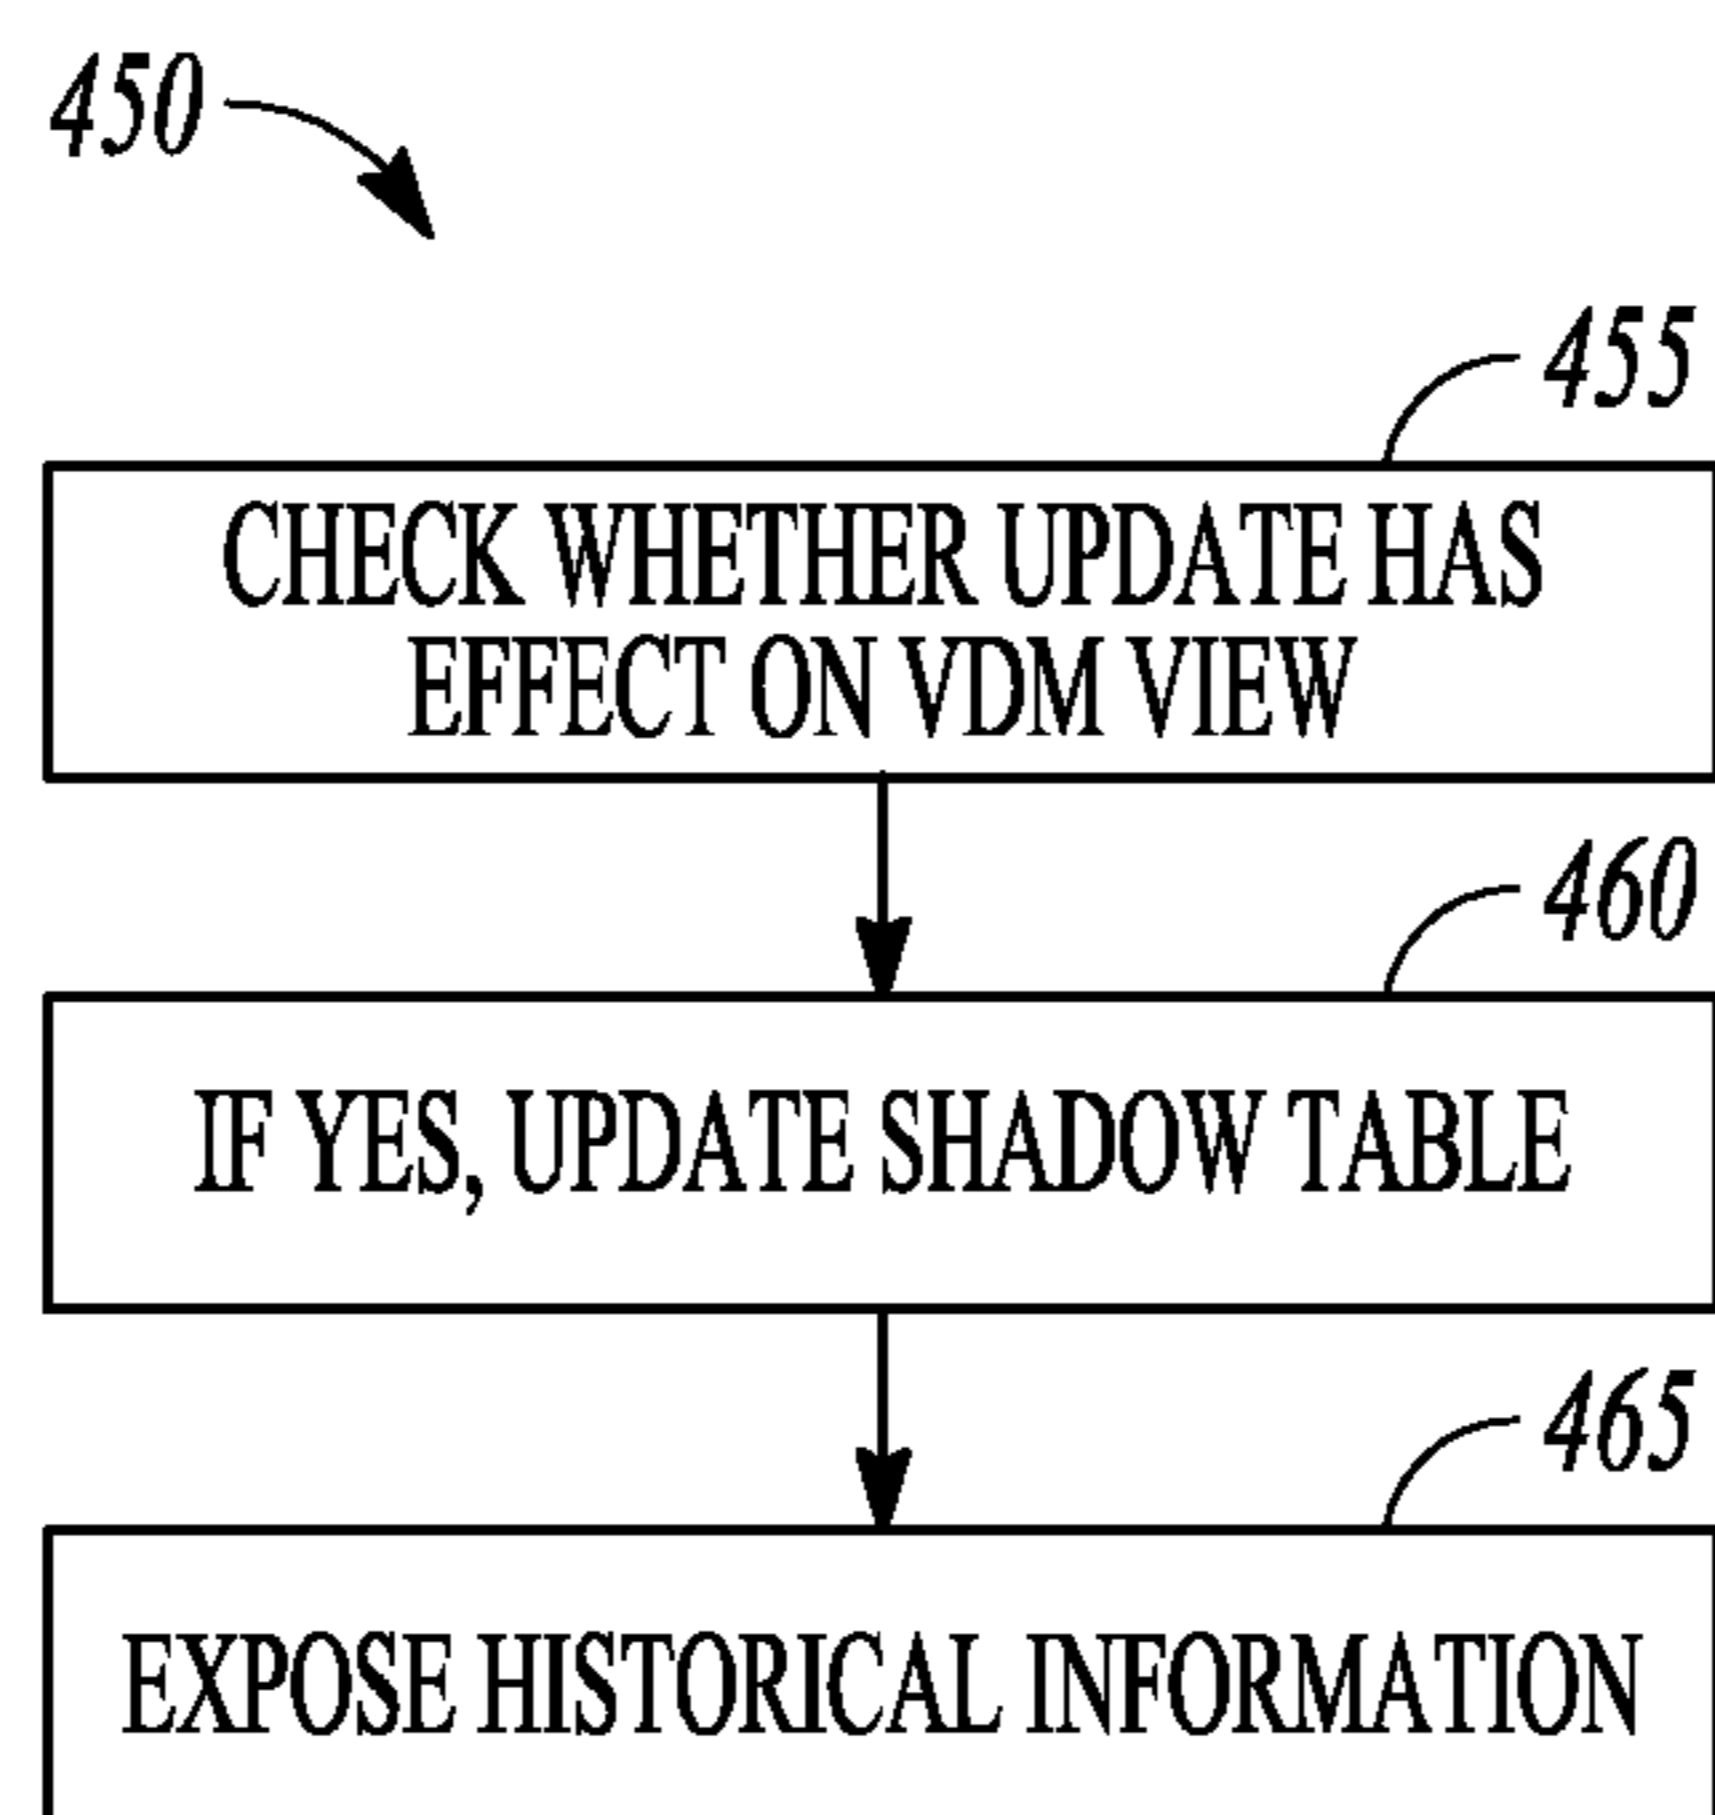 450
455
CHECK WHETHER UPDATE HAS
EFFECT ON VDM VIEW
460
IF YES, UPDATE SHADOW TABLE
465
EXPOSE HISTORICAL INFORMATION